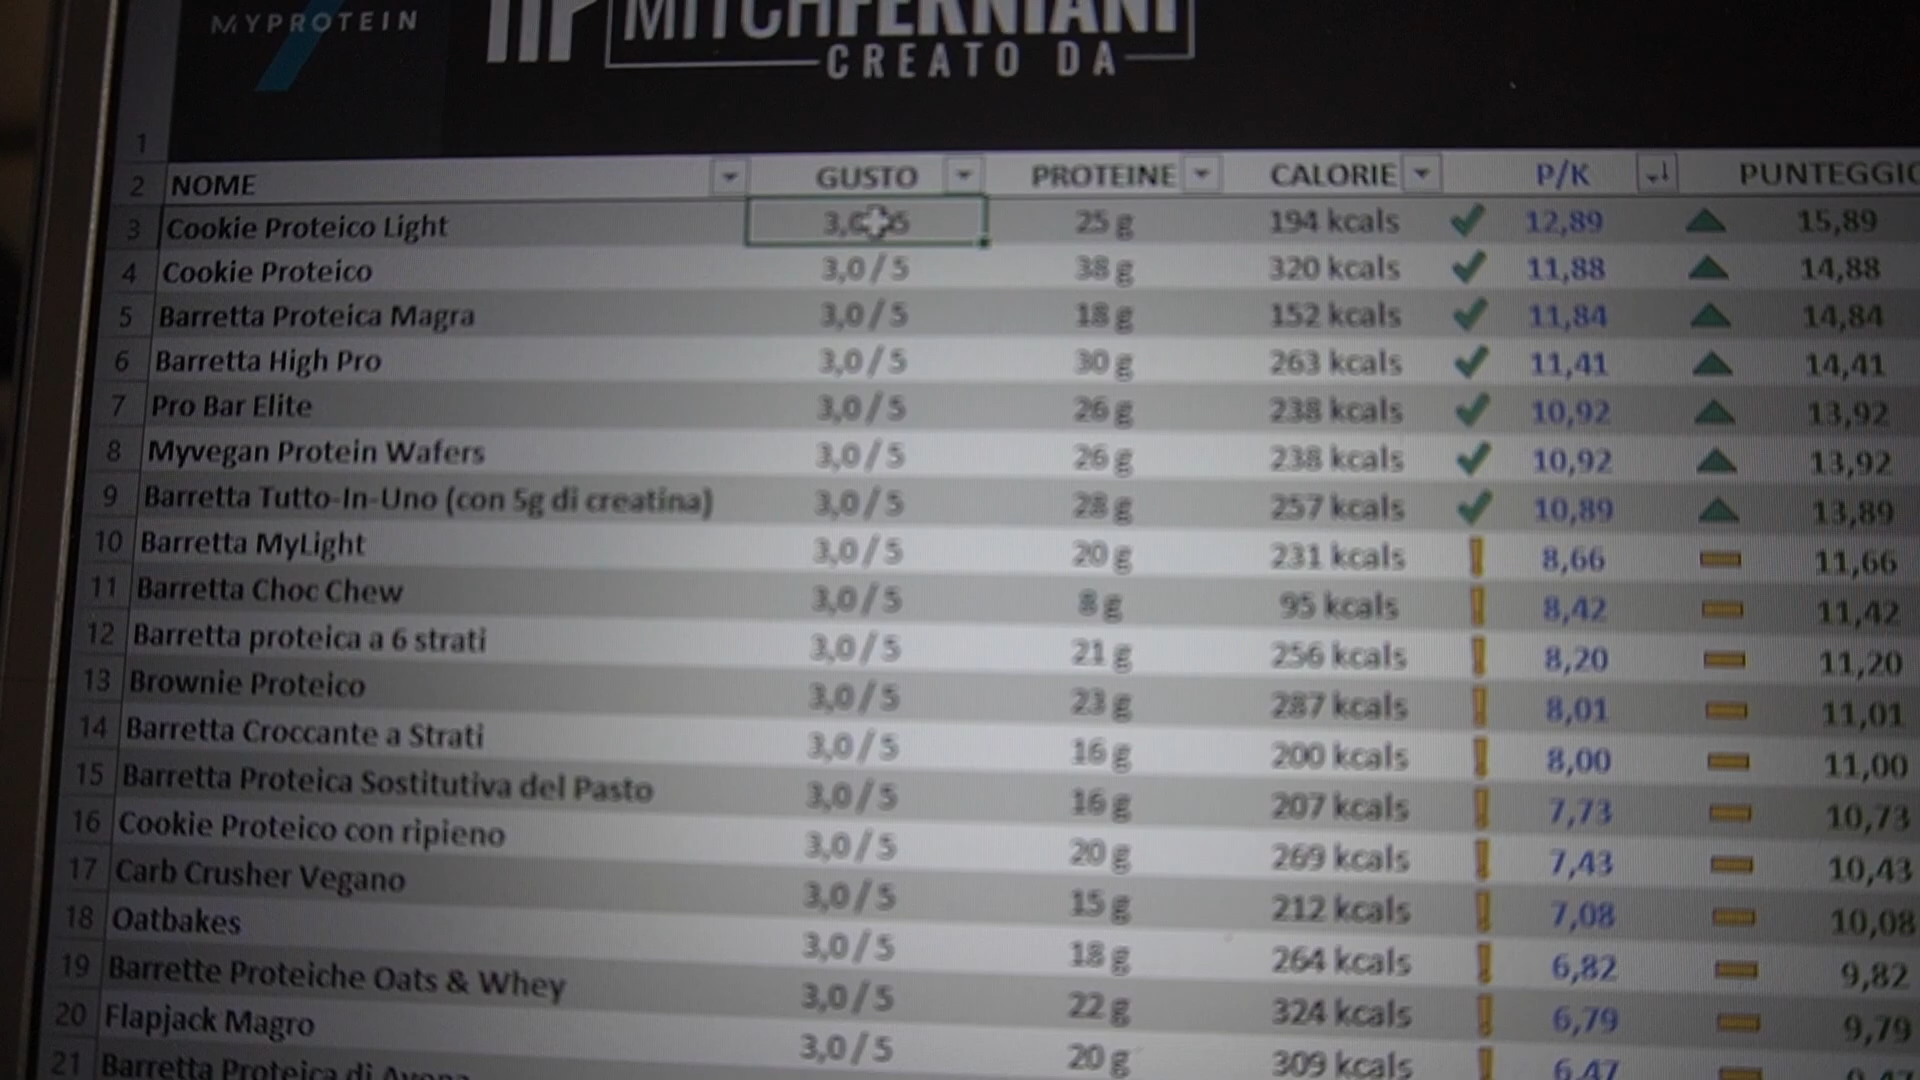 MYPROTEIN
MITCHFERNIANI
CREATO DA
1
2 NOME GUSTO PROTEINE CALORIE P/K PUNTEGGIO
3 Cookie Proteico Light 25 g 194 kcals 12,89 15,89
4 Cookie Proteico 3,0 / 5 38 g 320 kcals 11,88 14,88
5 Barretta Proteica Magra 3,0 / 5 18 g 152 kcals 11,84 14,84
6 Barretta High Pro 3,0 / 5 30 g 263 kcals 11,41 14,41
7 Pro Bar Elite 3,0 / 5 26 g 238 kcals 10,92 13,92
8 Myvegan Protein Wafers 3,0 / 5 26 g 238 kcals 10,92 13,92
9 Barretta Tutto-In-Uno (con 5g di creatina) 3,0 / 5 28 g 257 kcals 10,89 13,89
10 Barretta MyLight 3,0 / 5 20 g 231 kcals 8,66 11,66
11 Barretta Choc Chew 3,0 / 5 8 g 95 kcals 8,42 11,42
12 Barretta proteica a 6 strati 3,0 / 5 21 g 256 kcals 8,20 11,20
13 Brownie Proteico 3,0 / 5 23 g 287 kcals 8,01 11,01
14 Barretta Croccante a Strati 3,0 / 5 16 g 200 kcals 8,00 11,00
15 Barretta Proteica Sostitutiva del Pasto 3,0 / 5 16 g 207 kcals 7,73 10,73
16 Cookie Proteico con ripieno 3,0 / 5 20 g 269 kcals 7,43 10,43
17 Carb Crusher Vegano 3,0 / 5 15 g 212 kcals 7,08 10,08
18 Oatbakes 3,0 / 5 18 g 264 kcals 6,82 9,82
19 Barrette Proteiche Oats & Whey 3,0 / 5 22 g 324 kcals 6,79 9,79
20 Flapjack Magro 3,0 / 5 20 g 309 kcals 6,47
21 Barretta Proteica di Avena